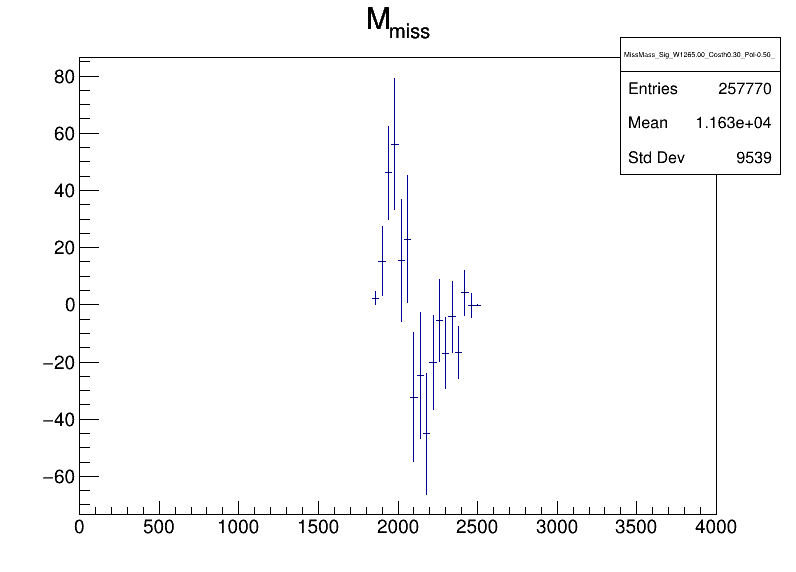 M_miss
MissMass_Sig_W1265.00_Costh0.30_Pol-0.50_
Entries 257770
Mean 1.163e+04
Std Dev 9539
80
60
40
20
0
−20
−40
−60
0 500 1000 1500 2000 2500 3000 3500 4000